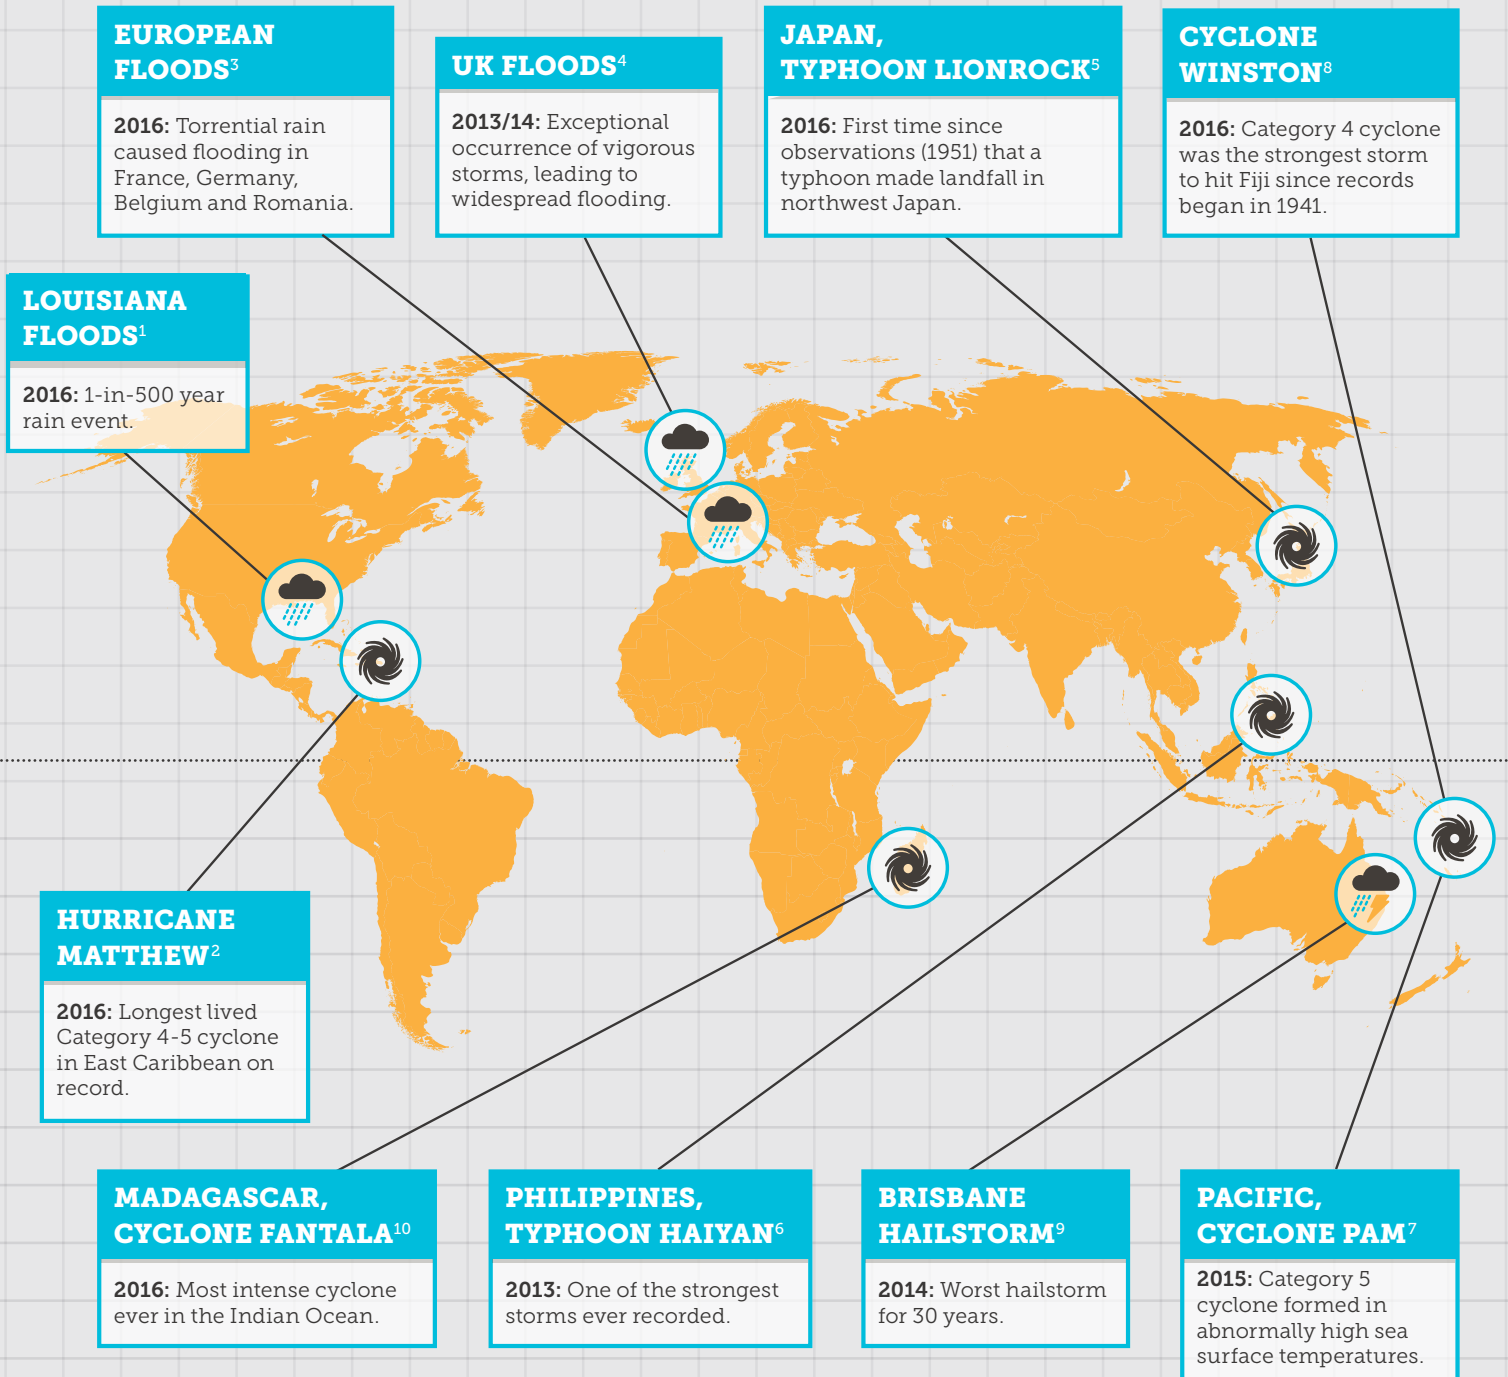 EUROPEAN
FLOODS3
2016: Torrential rain
caused flooding in
France, Germany,
Belgium and Romania.
UK FLOODS4
2013/14: Exceptional
occurrence of vigorous
storms, leading to
widespread flooding.
JAPAN,
TYPHOON LIONROCK5
2016: First time since
observations (1951) that a
typhoon made landfall in
northwest Japan.
CYCLONE
WINSTON8
2016: Category 4 cyclone
was the strongest storm
to hit Fiji since records
began in 1941.
LOUISIANA
FLOODS1
2016: 1-in-500 year
rain event.
HURRICANE
MATTHEW2
2016: Longest lived
Category 4-5 cyclone
in East Caribbean on
record.
MADAGASCAR,
CYCLONE FANTALA10
2016: Most intense cyclone
ever in the Indian Ocean.
PHILIPPINES,
TYPHOON HAIYAN6
2013: One of the strongest
storms ever recorded.
BRISBANE
HAILSTORM9
2014: Worst hailstorm
for 30 years.
PACIFIC,
CYCLONE PAM7
2015: Category 5
cyclone formed in
abnormally high sea
surface temperatures.